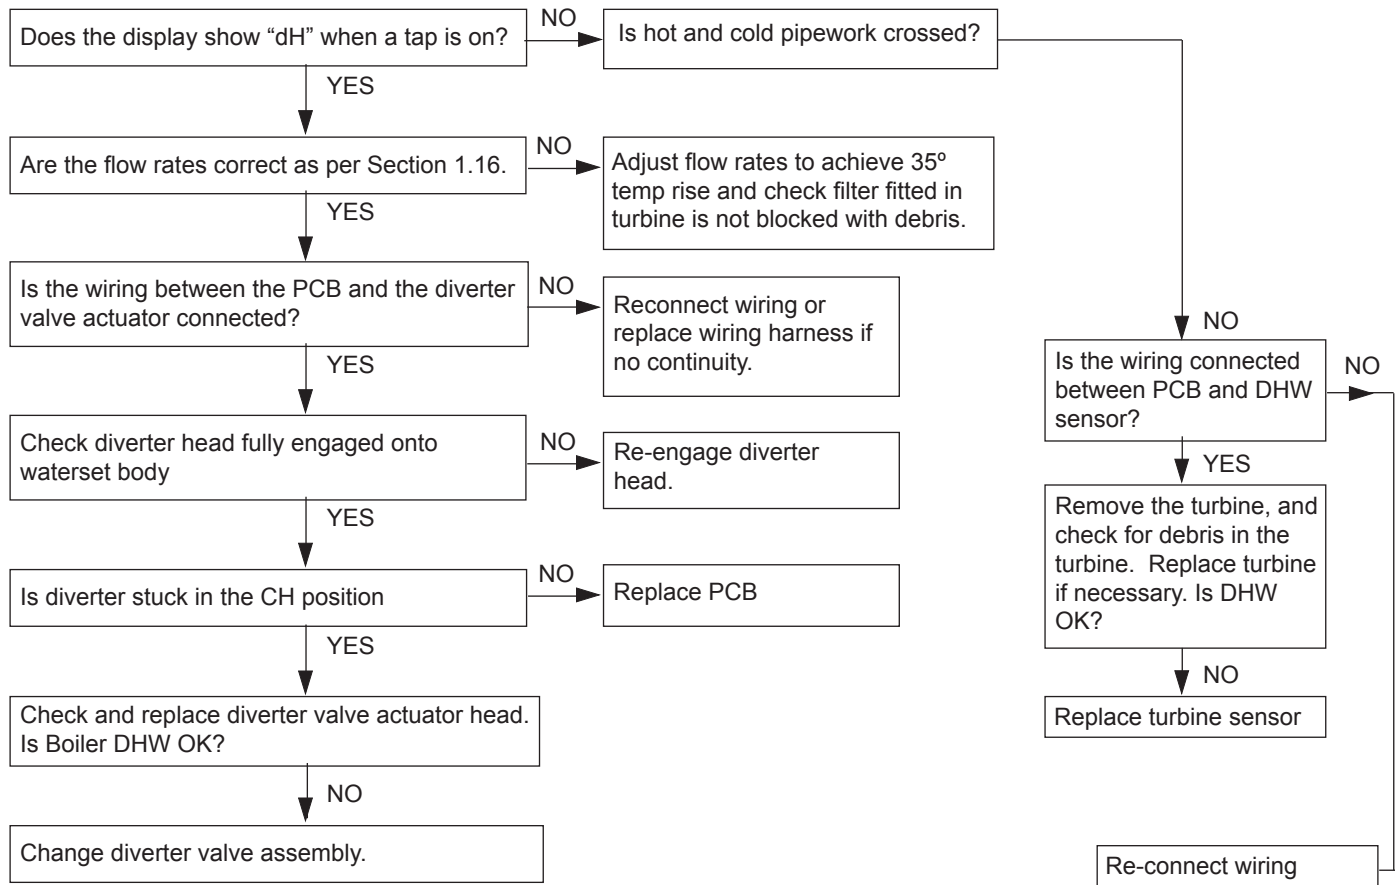 Does the display show “dH” when a tap is on?
NO
Is hot and cold pipework crossed?
YES
Are the flow rates correct as per Section 1.16.
NO
Adjust flow rates to achieve 35º
temp rise and check filter fitted in
turbine is not blocked with debris.
YES
Is the wiring between the PCB and the diverter
valve actuator connected?
NO
Reconnect wiring or
replace wiring harness if
no continuity.
YES
Check diverter head fully engaged onto
waterset body
NO
Re-engage diverter
head.
YES
Is diverter stuck in the CH position
NO
Replace PCB
YES
Check and replace diverter valve actuator head.
Is Boiler DHW OK?
NO
Change diverter valve assembly.
NO
Is the wiring connected
between PCB and DHW
sensor?
NO
YES
Remove the turbine, and
check for debris in the
turbine.  Replace turbine
if necessary. Is DHW
OK?
NO
Replace turbine sensor
Re-connect wiring